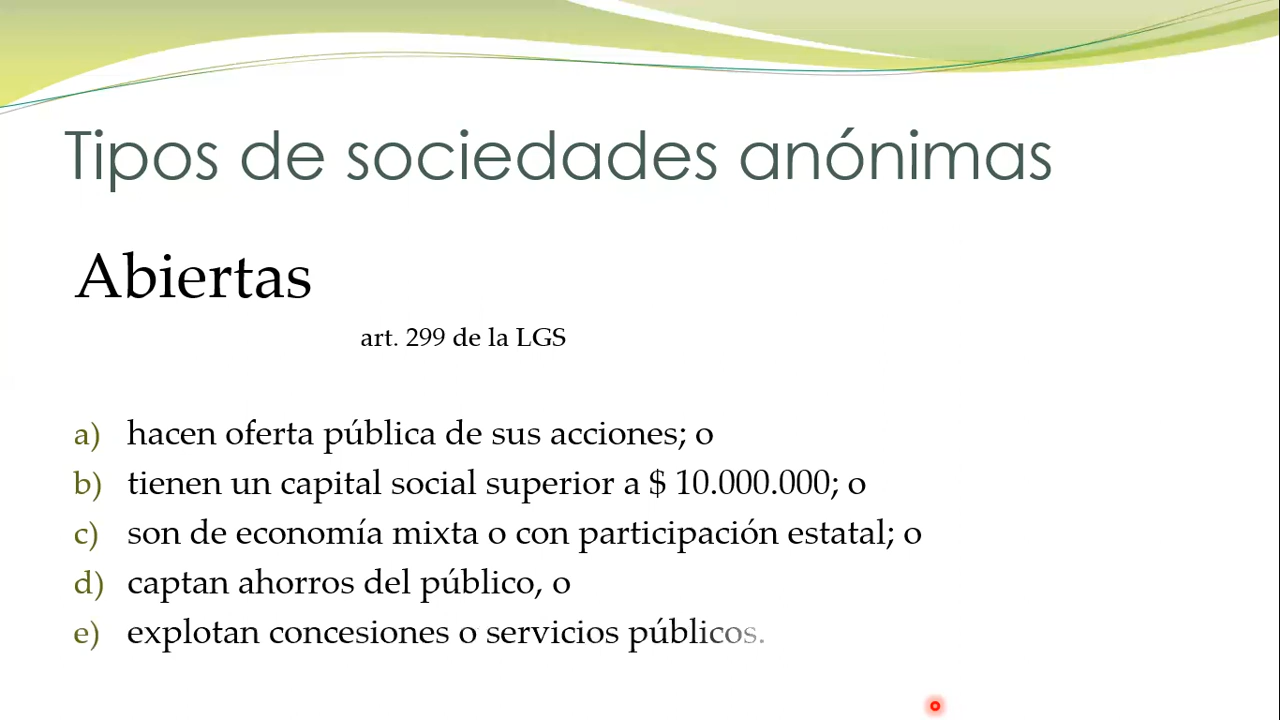 Tipos de sociedades anónimas
Abiertas
art. 299 de la LGS
a) hacen oferta pública de sus acciones; o
b) tienen un capital social superior a $ 10.000.000; o
c) son de economía mixta o con participación estatal; o
d) captan ahorros del público, o
e) explotan concesiones o servicios públicos.